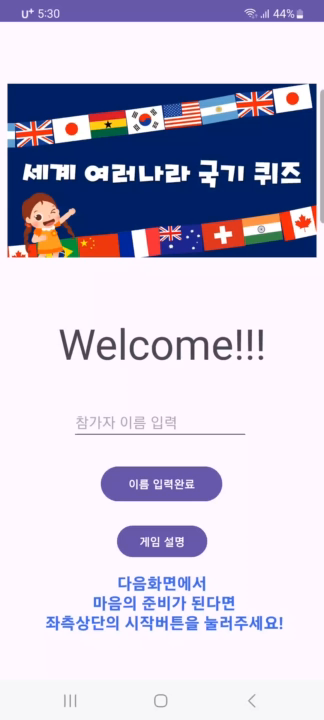 U+ 5:30 44%
세계 여러나라 국기 퀴즈
Welcome!!!
참가자 이름 입력
이름 입력완료
게임 설명
다음화면에서
마음의 준비가 된다면
좌측상단의 시작버튼을 눌러주세요!